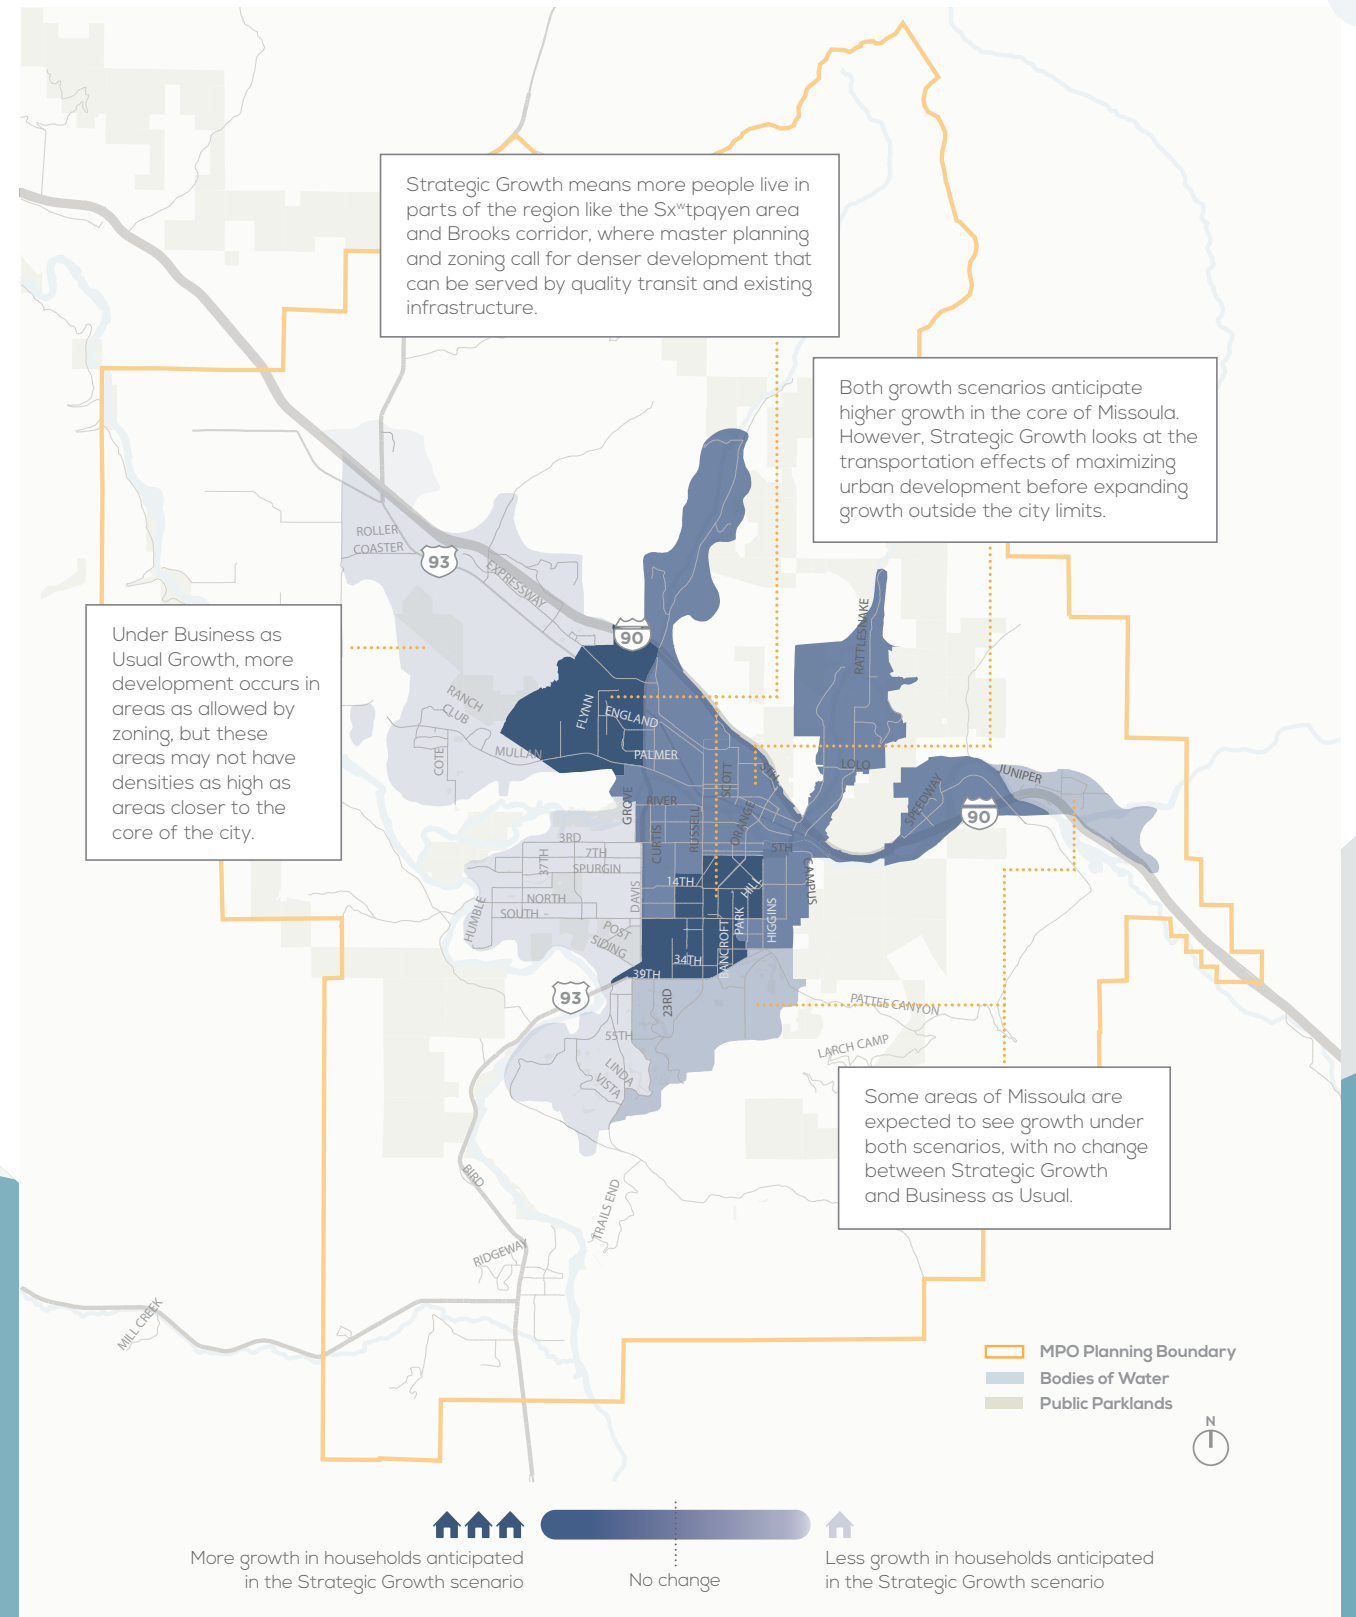 Strategic Growth means more people live in
parts of the region like the Sxʷtpqyen area
and Brooks corridor, where master planning
and zoning call for denser development that
can be served by quality transit and existing
infrastructure.
Both growth scenarios anticipate
higher growth in the core of Missoula.
However, Strategic Growth looks at the
transportation effects of maximizing
urban development before expanding
growth outside the city limits.
Under Business as
Usual Growth, more
development occurs in
areas as allowed by
zoning, but these
areas may not have
densities as high as
areas closer to the
core of the city.
Some areas of Missoula are
expected to see growth under
both scenarios, with no change
between Strategic Growth
and Business as Usual.
ROLLER
COASTER
93
EXPRESSWAY
90
RATTLESNAKE
RANCH
CLUB
FLYNN
ENGLAND
COTE
MULLAN
PALMER
SCOTT
5TH
LOLO
SPEEDWAY
JUNIPER
90
GROVE
RIVER
CURTIS
RUSSELL
ORANGE
3RD
37TH
7TH
SPURGIN
5TH
CAMPUS
14TH
HILL
DAVIS
NORTH
SOUTH
HUMBLE
POST
SIDING
BANCROFT
PARK
HIGGINS
34TH
39TH
93
23RD
PATTEE CANYON
LARCH CAMP
55TH
LINDA
VISTA
BIRD
TRAILS END
RIDGEWAY
MILL CREEK
MPO Planning Boundary
Bodies of Water
Public Parklands
N
More growth in households anticipated
in the Strategic Growth scenario
No change
Less growth in households anticipated
in the Strategic Growth scenario